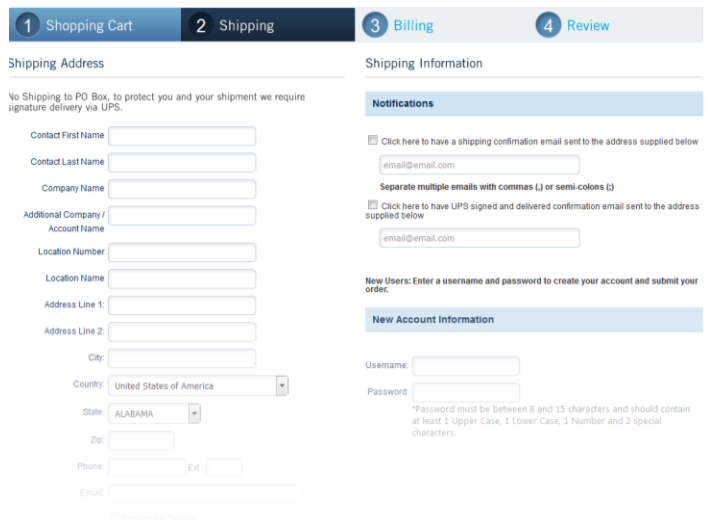 1 Shopping Cart
2 Shipping
3 Billing
4 Review
Shipping Address
No Shipping to PO Box, to protect you and your shipment we require
signature delivery via UPS.
Contact First Name
Contact Last Name
Company Name
Additional Company /
Account Name
Location Number
Location Name
Address Line 1:
Address Line 2:
City:
Country: United States of America
State: ALABAMA
Zip:
Phone: Ext:
Email:
Shipping Information
Notifications
Click here to have a shipping confirmation email sent to the address supplied below
email@email.com
Separate multiple emails with commas (,) or semi-colons (;)
Click here to have UPS signed and delivered confirmation email sent to the address
supplied below
email@email.com
New Users: Enter a username and password to create your account and submit your
order.
New Account Information
Username:
Password:
*Password must be between 8 and 15 characters and should contain
at least 1 Upper Case, 1 Lower Case, 1 Number and 2 special
characters.